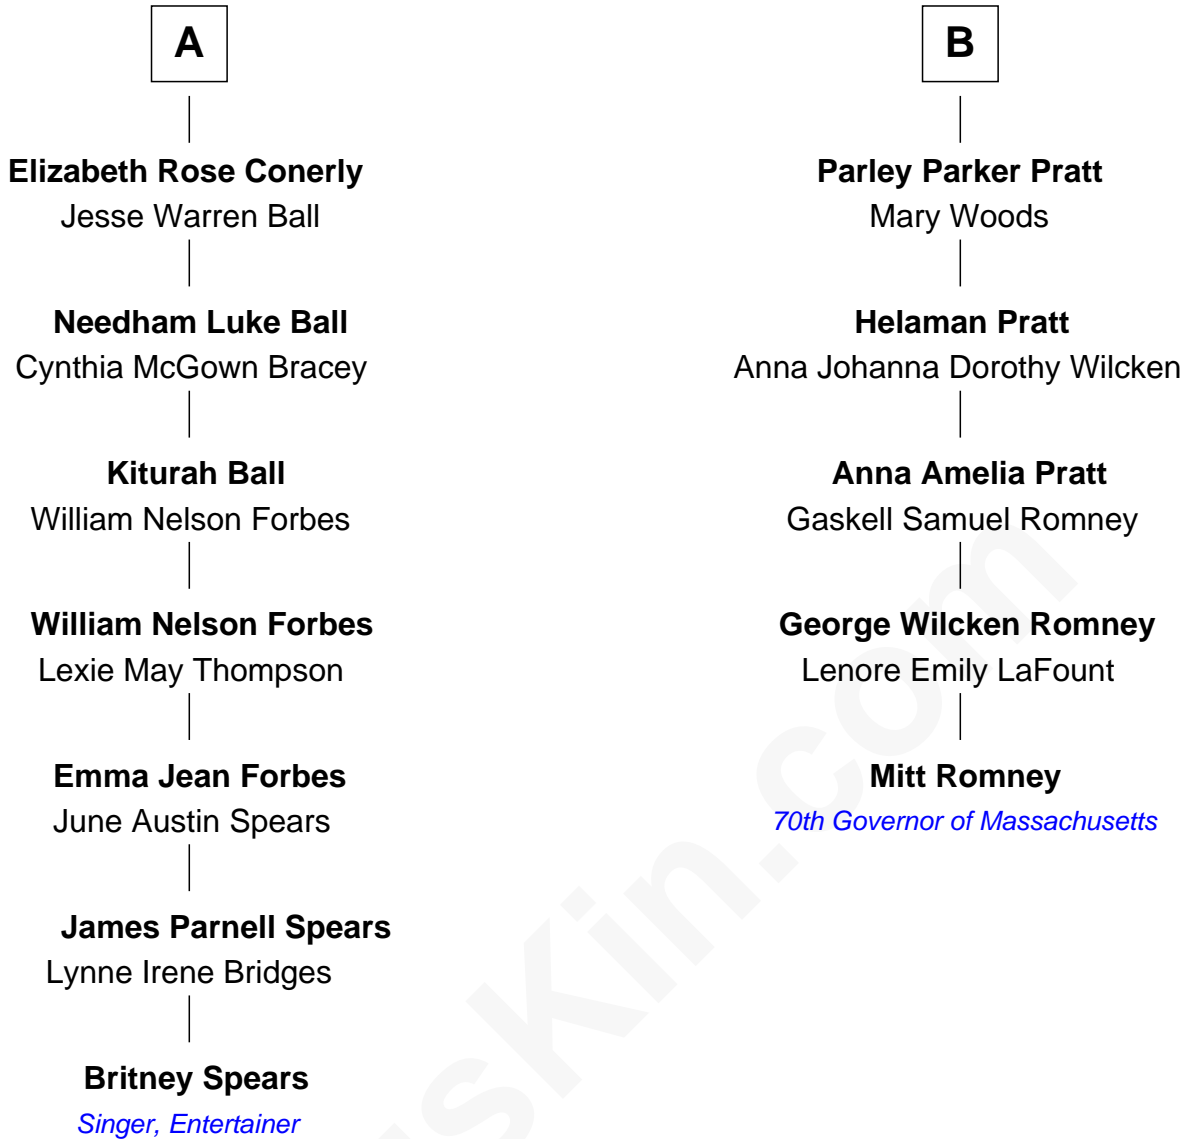 A
Elizabeth Rose Conerly
Jesse Warren Ball
Needham Luke Ball
Cynthia McGown Bracey
Kiturah Ball
William Nelson Forbes
William Nelson Forbes
Lexie May Thompson
Emma Jean Forbes
June Austin Spears
James Parnell Spears
Lynne Irene Bridges
Britney Spears
Singer, Entertainer
B
Parley Parker Pratt
Mary Woods
Helaman Pratt
Anna Johanna Dorothy Wilcken
Anna Amelia Pratt
Gaskell Samuel Romney
George Wilcken Romney
Lenore Emily LaFount
Mitt Romney
70th Governor of Massachusetts